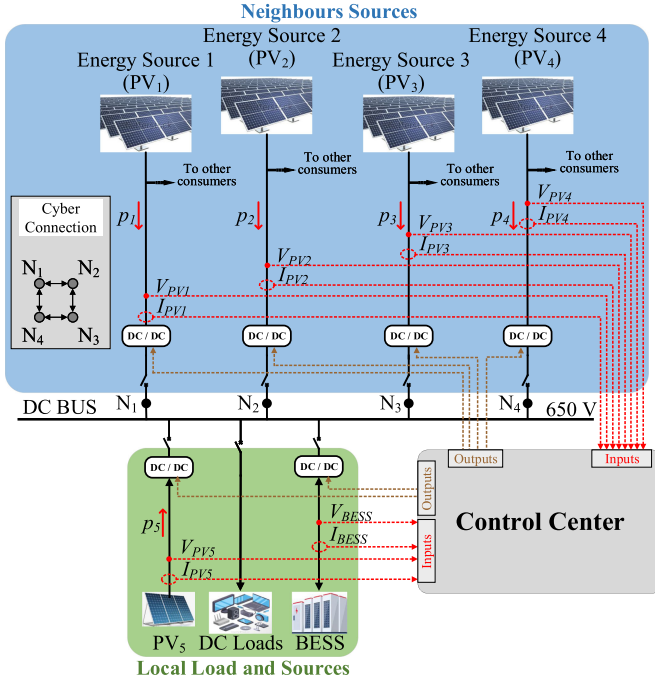 Neighbours Sources
Energy Source 1
(PV1)
Energy Source 2
(PV2)
Energy Source 3
(PV3)
Energy Source 4
(PV4)
To other
consumers
To other
consumers
To other
consumers
To other
consumers
Cyber
Connection
N1 N2
N4 N3
p1
p2
p3
p4
VPV4
IPV4
VPV3
IPV3
VPV2
IPV2
VPV1
IPV1
DC / DC
DC / DC
DC / DC
DC / DC
DC BUS
N1
N2
N3
N4
650 V
DC / DC
DC / DC
Outputs
Inputs
Outputs
Inputs
Control Center
p5
VBESS
IBESS
VPV5
IPV5
PV5
DC Loads
BESS
Local Load and Sources